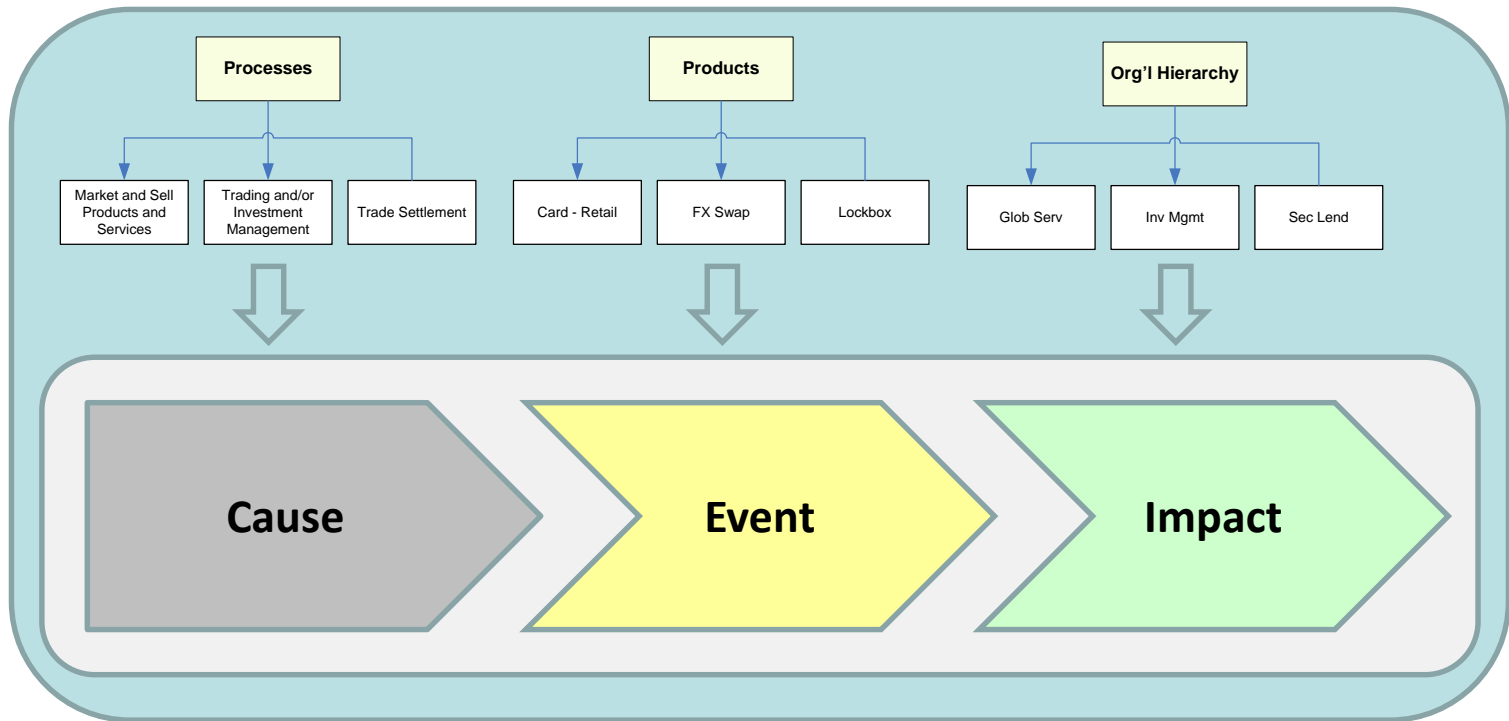 Processes
Products
Org'l Hierarchy
Market and Sell
Products and
Services
Trading and/or
Investment
Management
Trade Settlement
Card - Retail
FX Swap
Lockbox
Glob Serv
Inv Mgmt
Sec Lend
Cause
Event
Impact